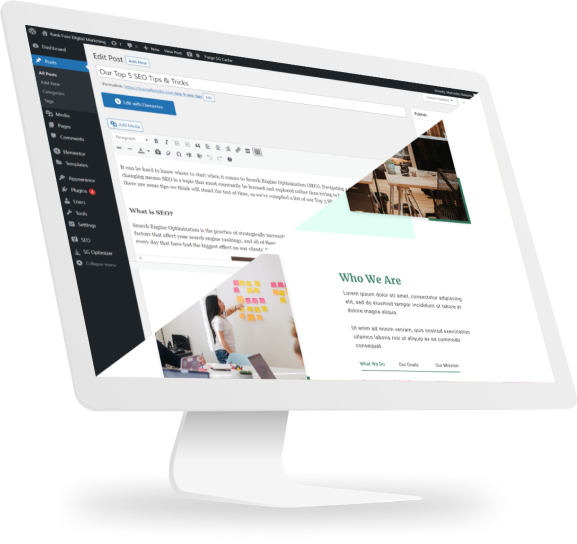 Rank Fuse Digital Marketing
7
0
New
View Post
Purge SG Cache
Dashboard
Posts
All Posts
Add New
Categories
Tags
Media
Pages
Comments
Elementor
Templates
Appearance
Plugins 4
Users
Tools
Settings
SEO
SG Optimizer
Collapse menu
Edit Post Add New
Screen Options
Our Top 5 SEO Tips & Tricks
Permalink:
Edit
Publish
Edit with Elementor
Add Media
Paragraph
It can be hard to know where to start when it comes to Search Engine Optimization (SEO). Navigating
changing means SEO is a topic that must constantly be learned and explored rather than trying to
there are some tips we think will stand the test of time, so we've compiled a list of our Top 5
What is SEO?
Search Engine Optimization is the practice of strategically
factors that effect your search engine rankings, and all of
every day that have had the biggest effect on our clients'
Who We Are
Lorem ipsum dolor sit amet, consectetur adipiscing
elit, sed do eiusmod tempor incididunt ut labore et
dolore magna aliqua.
Ut enim ad minim veniam, quis nostrud exercitation
ullamco laboris nisi ut aliquip ex ea commodo
consequat.
What We Do Our Goals Our Mission